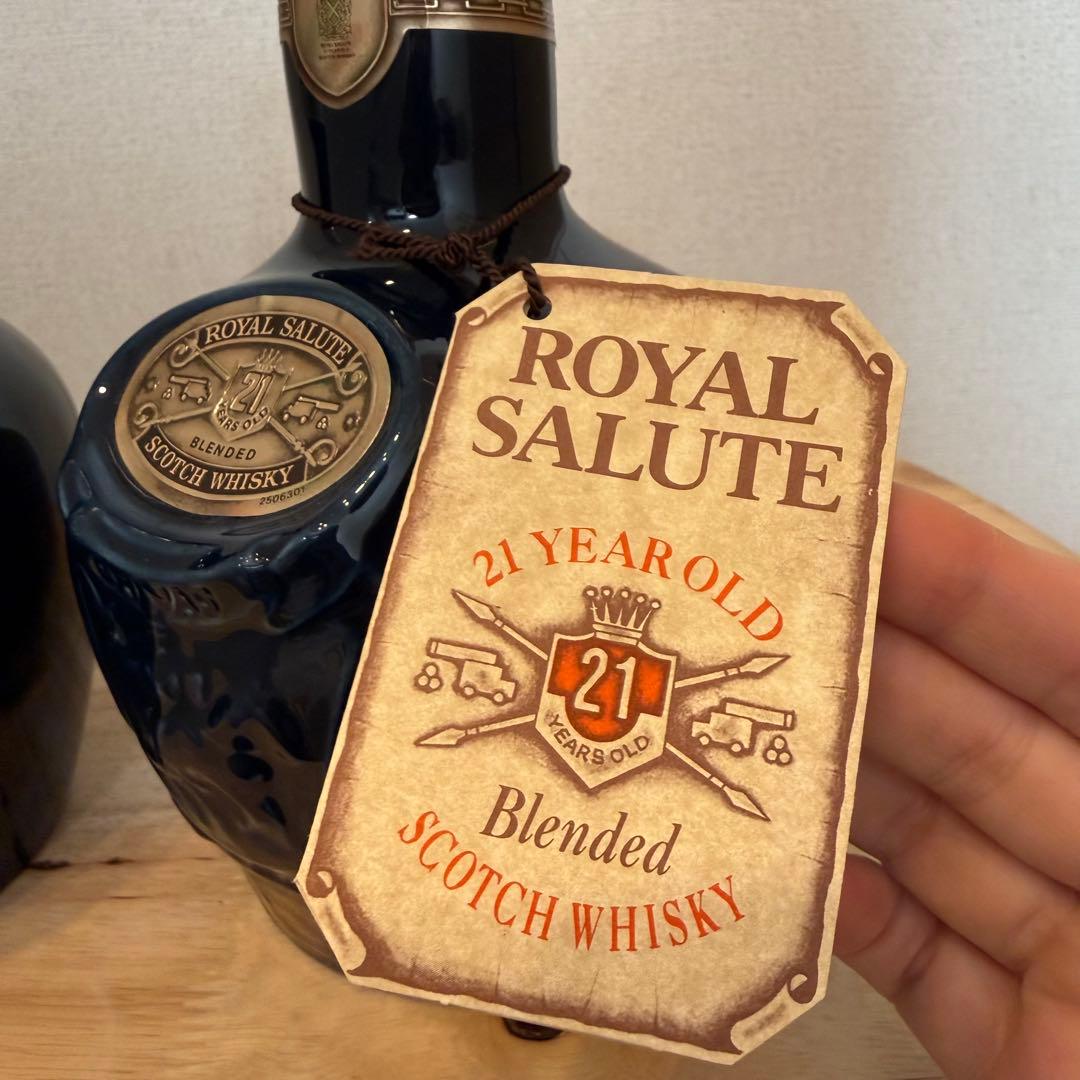 ROYAL SALUTE
21
YEARS OLD
BLENDED
SCOTCH WHISKY
ROYAL
SALUTE
21 YEAR OLD
21
YEARS OLD
Blended
SCOTCH WHISKY